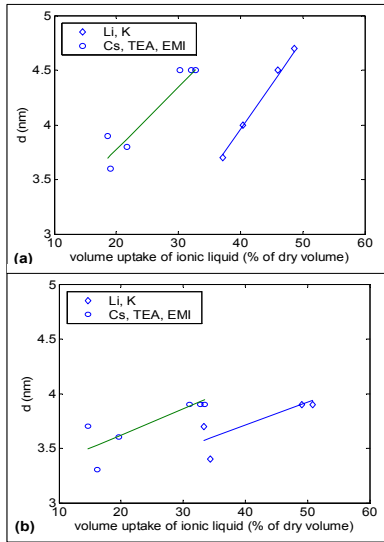 5
4.5
4
3.5
3
d (nm)
Li, K
Cs, TEA, EMI
10 20 30 40 50 60
volume uptake of ionic liquid (% of dry volume)
(a)
5
4.5
4
3.5
3
d (nm)
Li, K
Cs, TEA, EMI
10 20 30 40 50 60
volume uptake of ionic liquid (% of dry volume)
(b)